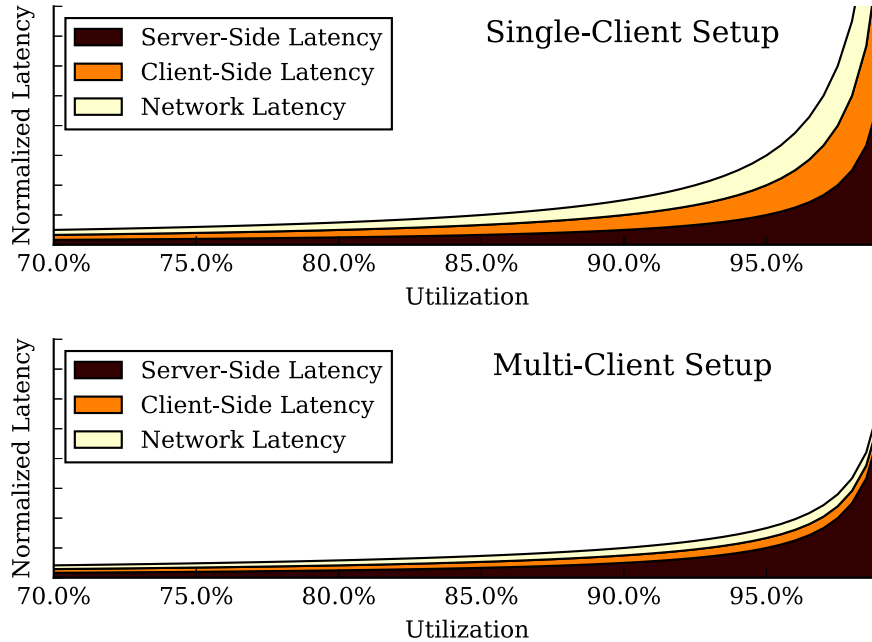 Single-Client Setup
Server-Side Latency
Client-Side Latency
Network Latency
Normalized Latency
70.0% 75.0% 80.0% 85.0% 90.0% 95.0%
Utilization
Multi-Client Setup
Server-Side Latency
Client-Side Latency
Network Latency
Normalized Latency
70.0% 75.0% 80.0% 85.0% 90.0% 95.0%
Utilization